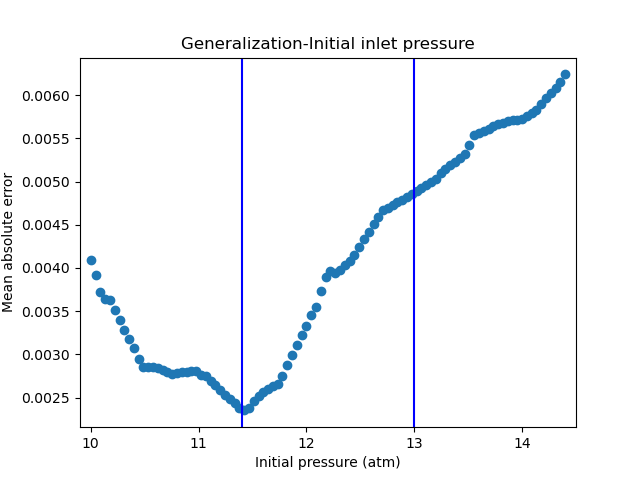 Generalization-Initial inlet pressure
Mean absolute error
0.0060
0.0055
0.0050
0.0045
0.0040
0.0035
0.0030
0.0025
10 11 12 13 14
Initial pressure (atm)